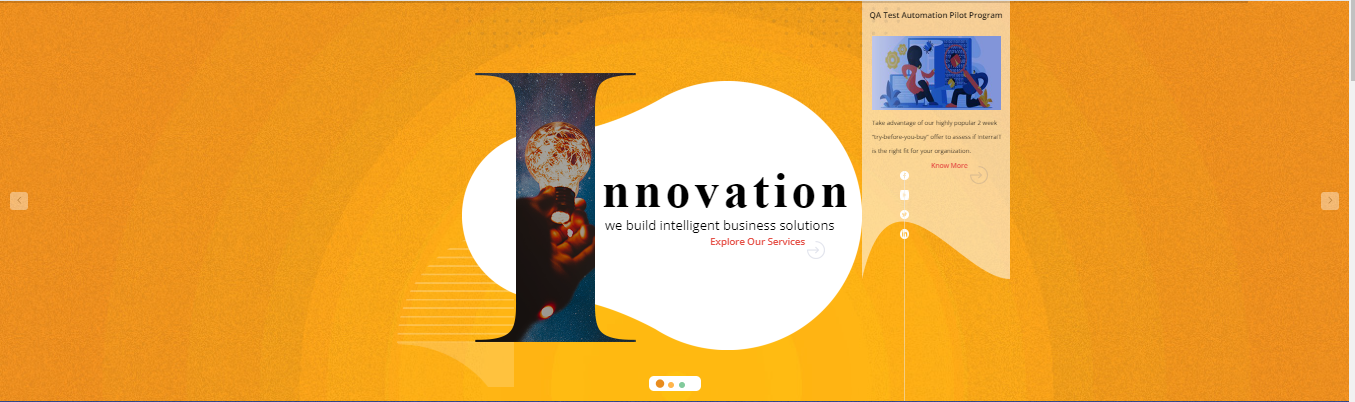 QA Test Automation Pilot Program
Take advantage of our highly popular 2 week
"try-before-you-buy" offer to assess if InterraIT
is the right fit for your organization.
Know More
Innovation
we build intelligent business solutions
Explore Our Services